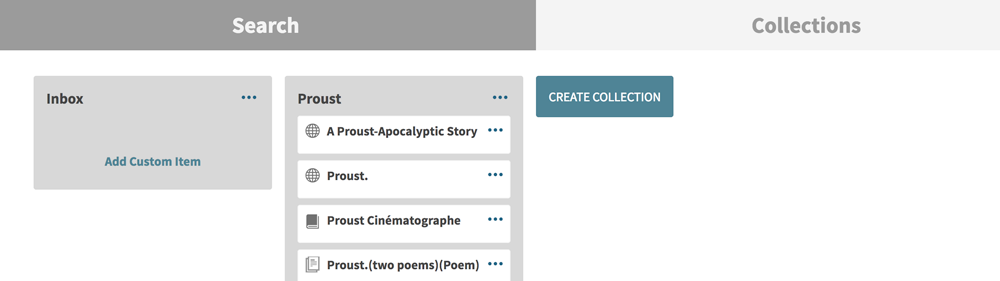 Search
Collections
Inbox
Add Custom Item
Proust
A Proust-Apocalyptic Story
Proust.
Proust Cinématographe
Proust.(two poems)(Poem)
CREATE COLLECTION